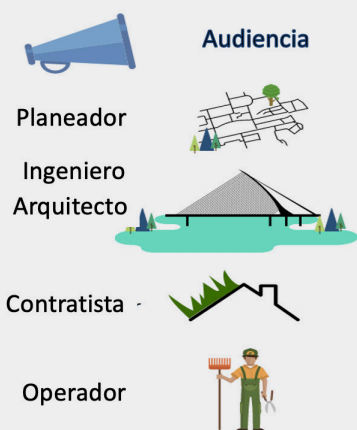 Audiencia
Planeador
Ingeniero
Arquitecto
Contratista
Operador